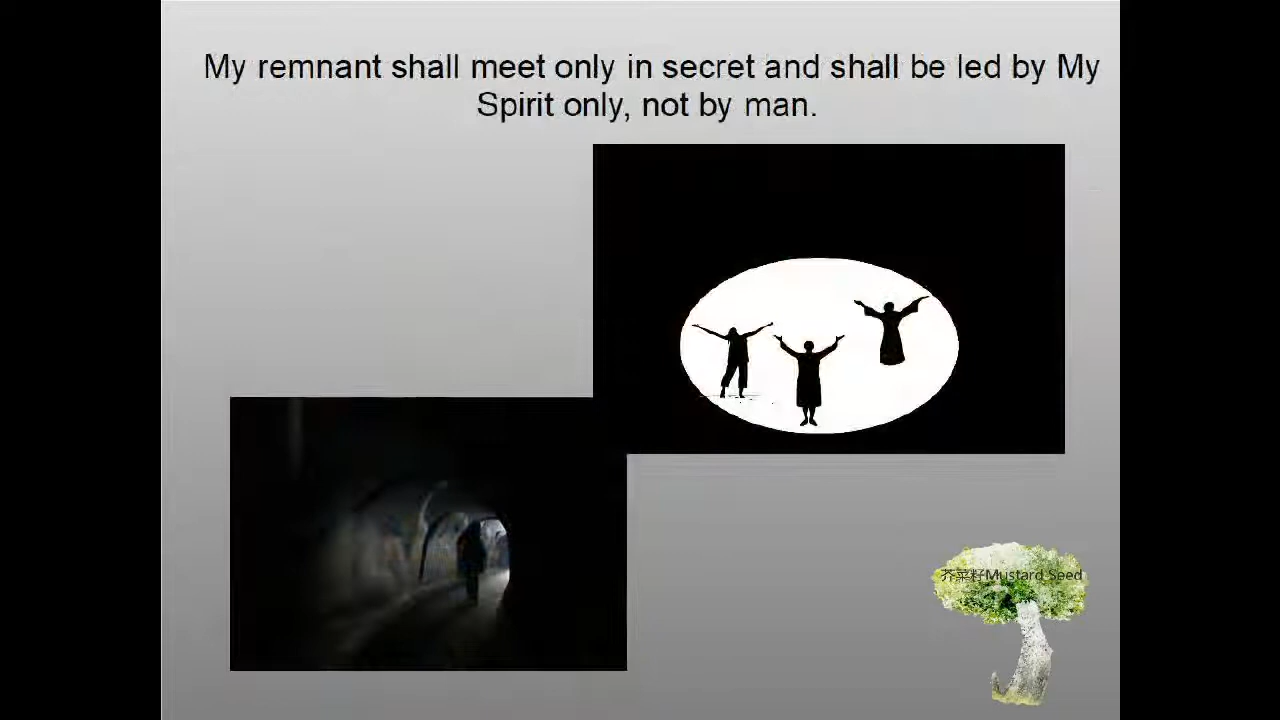 My remnant shall meet only in secret and shall be led by My
Spirit only, not by man.
芥菜籽Mustard Seed